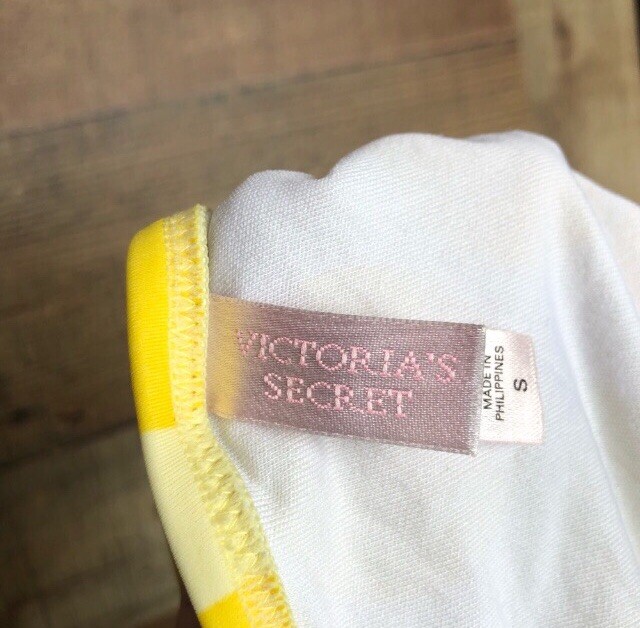 VICTORIA'S
SECRET
MADE IN
PHILIPPINES
S